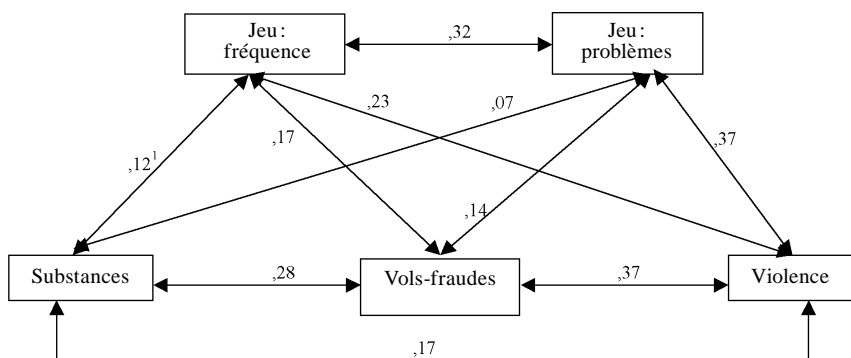 Jeu :
fréquence
Jeu :
problèmes
,32
,23
,07
,17
,37
,12¹
,14
Substances
,28
Vols-fraudes
,37
Violence
,17